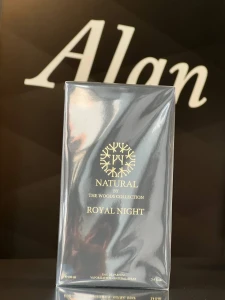 Alan
NATURAL
BY
THE WOODS COLLECTION
ROYAL NIGHT